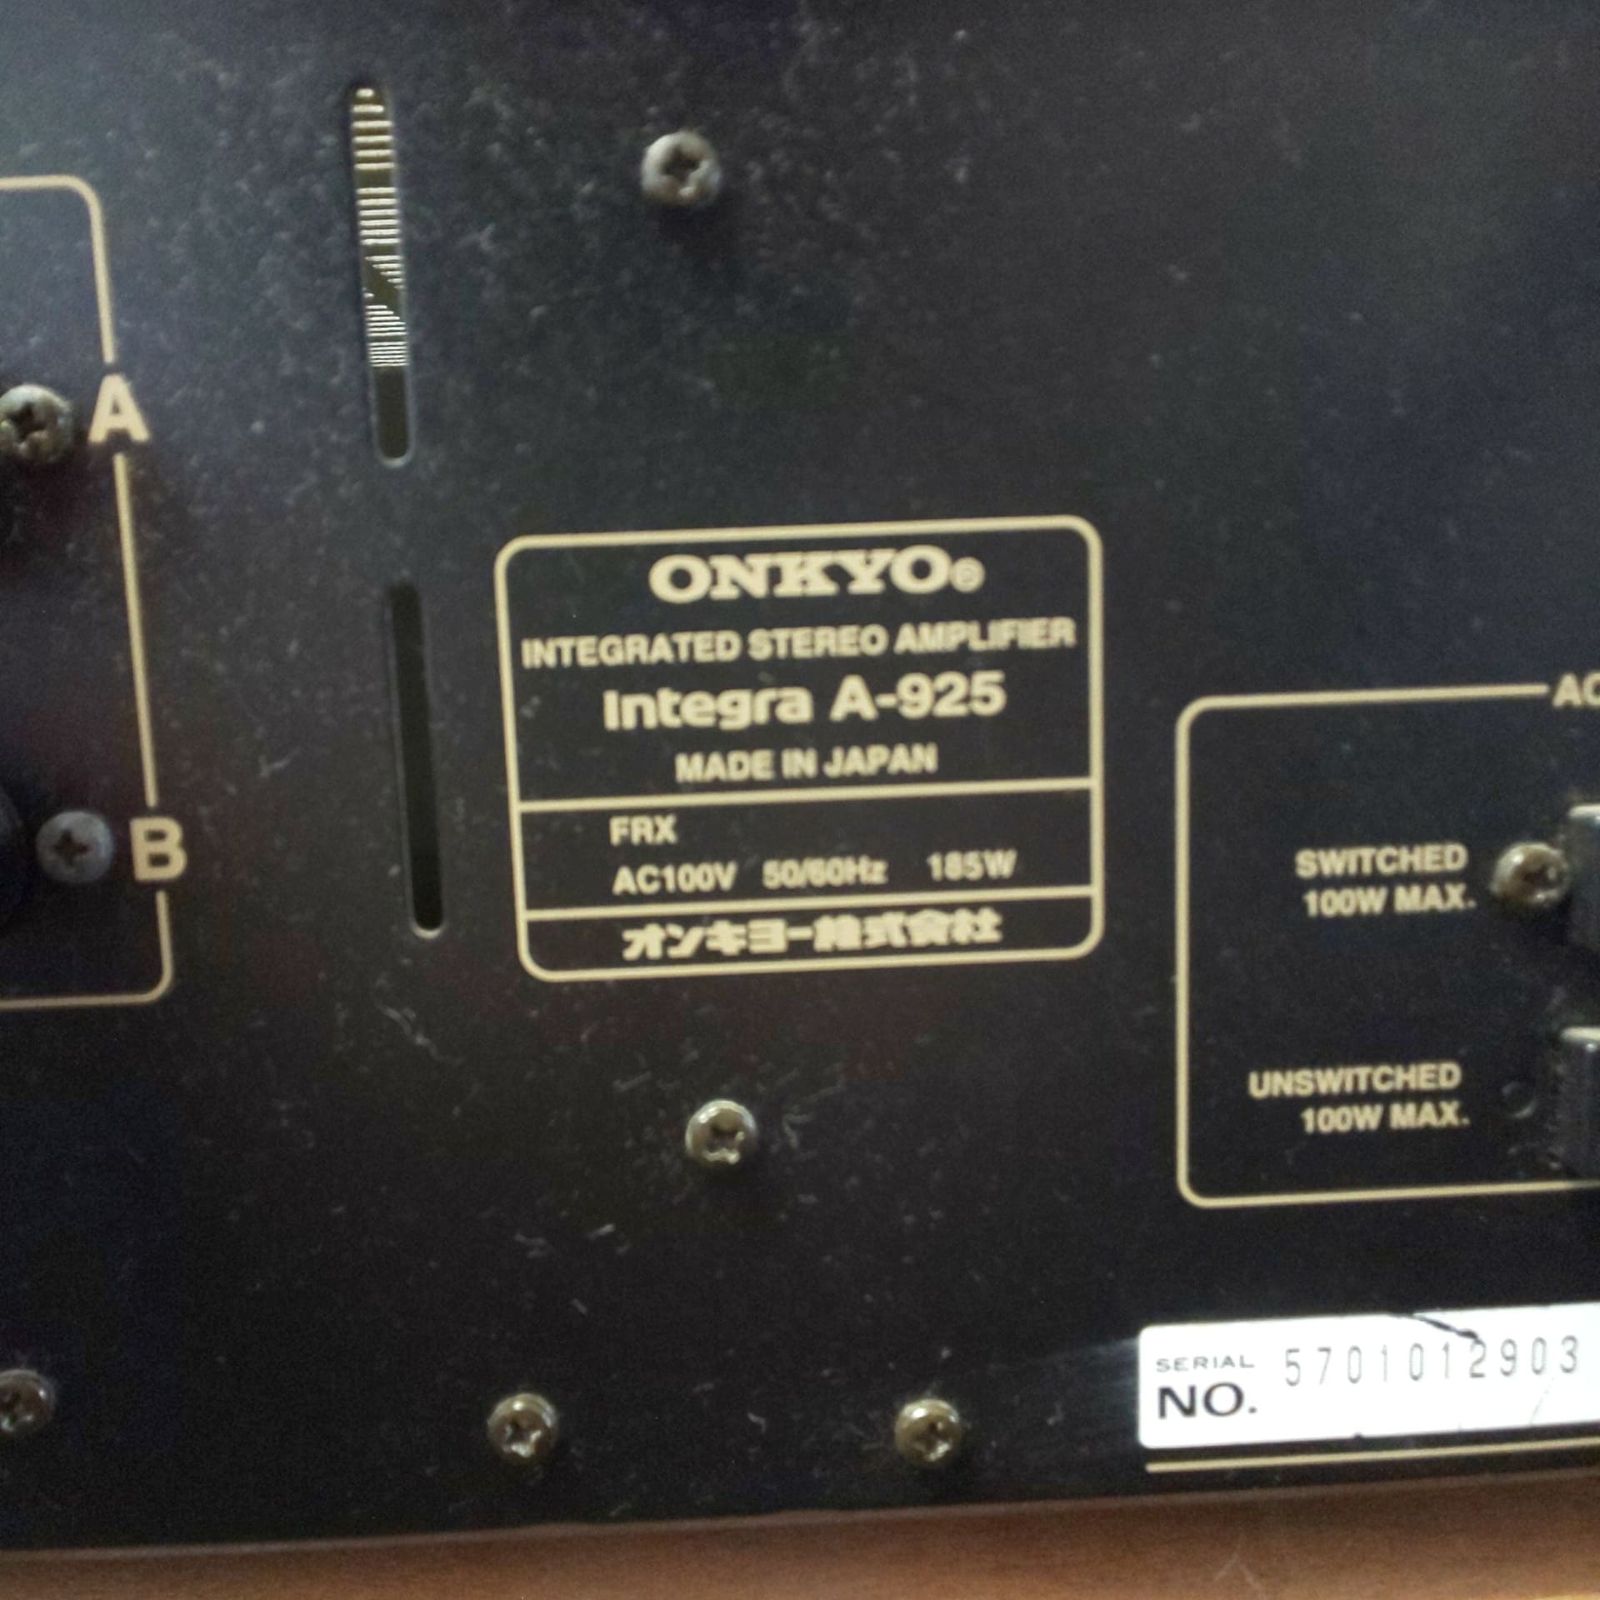 A
B
ONKYO®
INTEGRATED STEREO AMPLIFIER
Integra A-925
MADE IN JAPAN
FRX
AC100V 50/60Hz 185W
オンキヨー株式会社
AC
SWITCHED
100W MAX.
UNSWITCHED
100W MAX.
SERIAL
NO. 5701012903